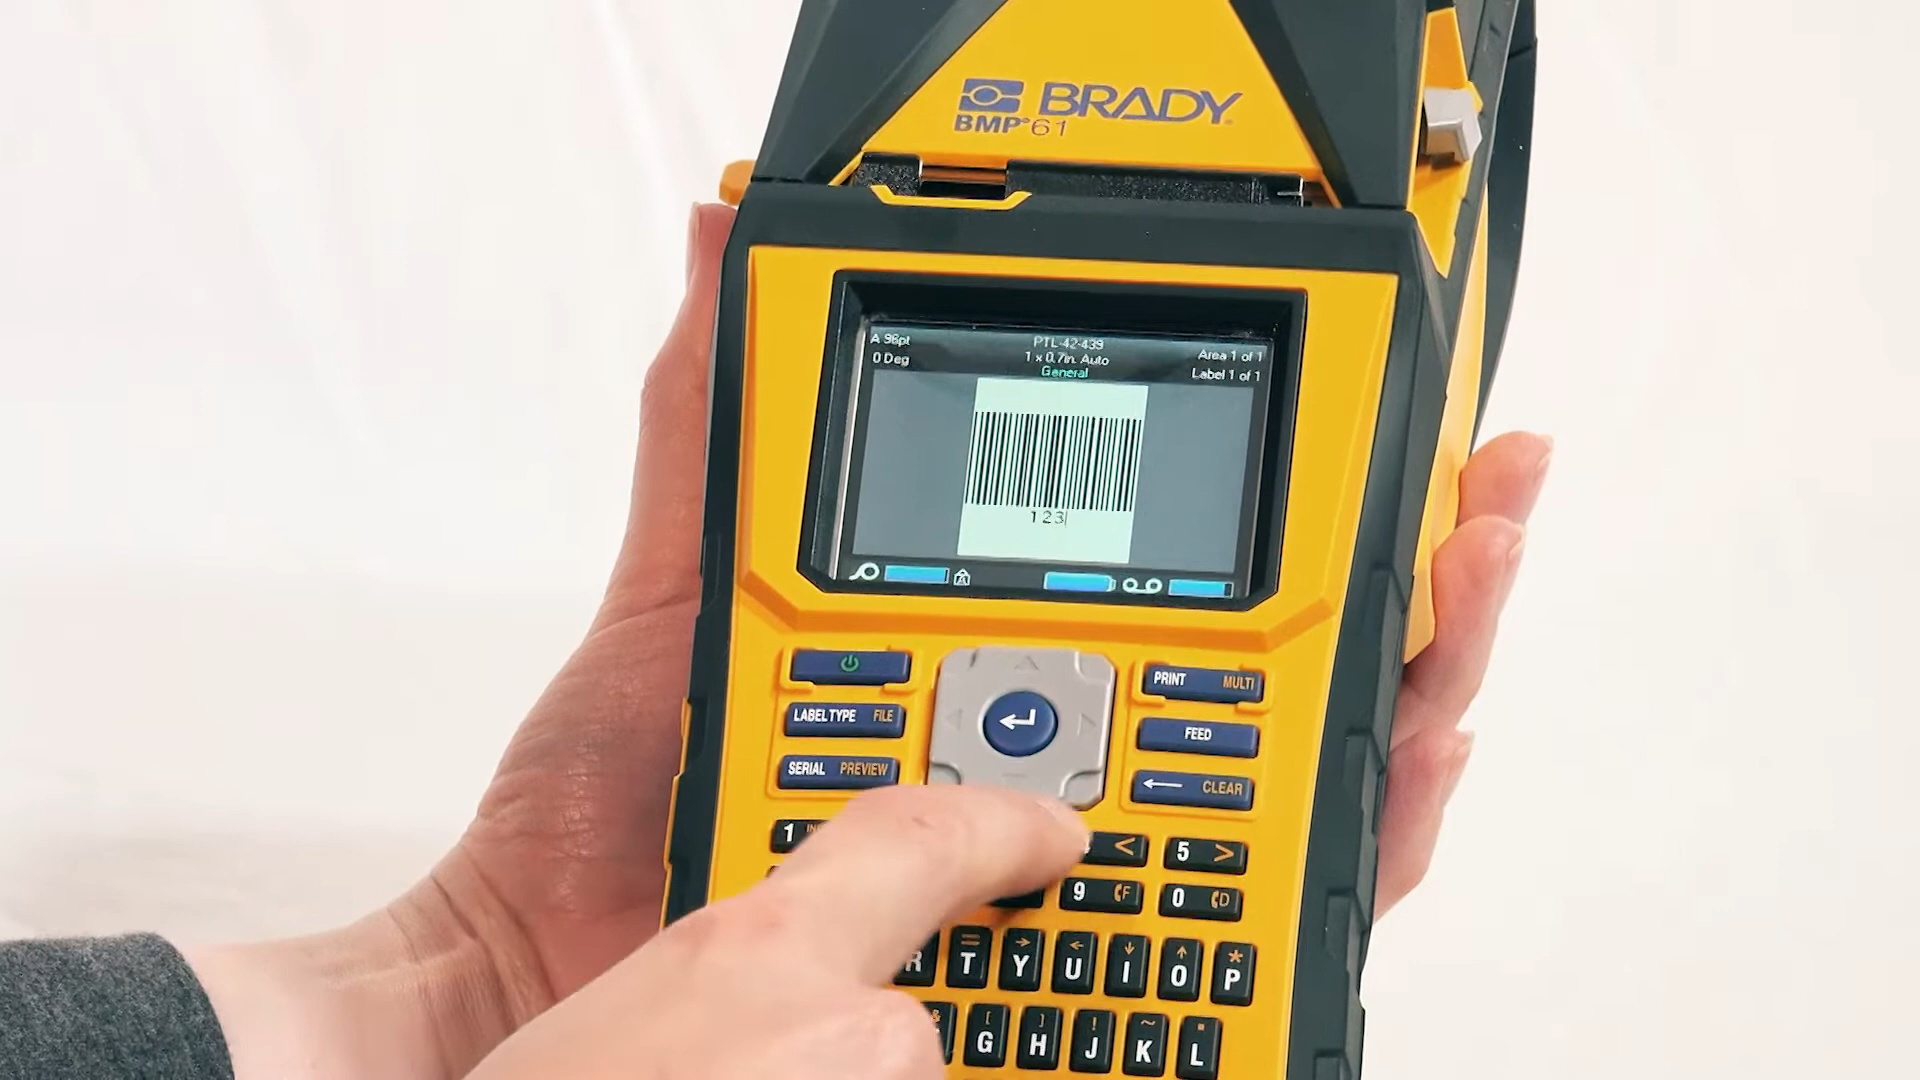 BRADY
BMP®61
A 96pt
PTL-42-439
Area 1 of 1
0 Deg
1 x 0.7in. Auto
Label 1 of 1
General
123
PRINT MULTI
LABEL TYPE FILE
FEED
SERIAL PREVIEW
CLEAR
1
<
5 >
9 (F
0 (D
R T Y U I O P
= → ← ↓ ↑ *
G H J K L
[ ] ! ~